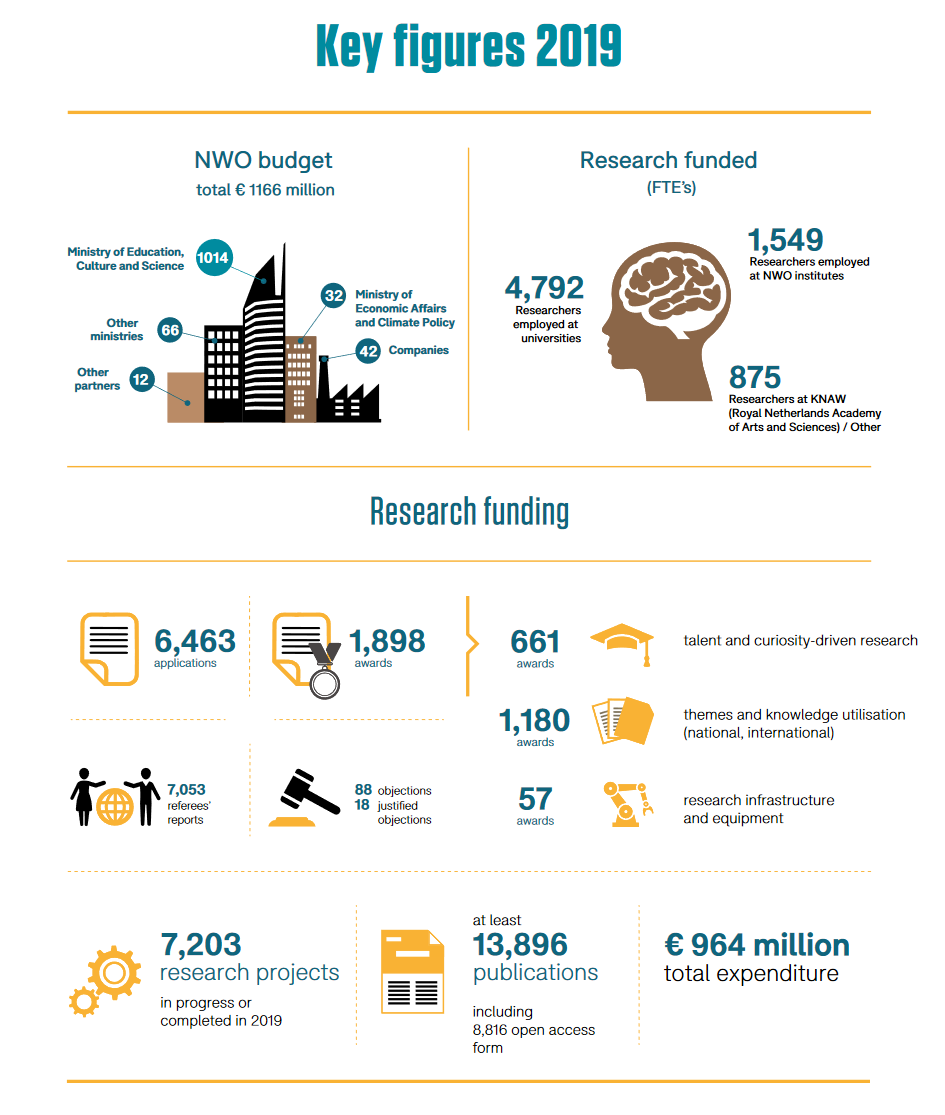 Key figures 2019
NWO budget
total € 1166 million
Ministry of Education,
Culture and Science
1014
Other
ministries
66
Other
partners
12
32
Ministry of
Economic Affairs
and Climate Policy
42
Companies
Research funded
(FTE's)
4,792
Researchers
employed at
universities
1,549
Researchers employed
at NWO institutes
875
Researchers at KNAW
(Royal Netherlands Academy
of Arts and Sciences) / Other
Research funding
6,463
applications
1,898
awards
661
awards
talent and curiosity-driven research
1,180
awards
themes and knowledge utilisation
(national, international)
7,053
referees'
reports
88 objections
18 justified
objections
57
awards
research infrastructure
and equipment
7,203
research projects
in progress or
completed in 2019
at least
13,896
publications
including
8,816 open access
form
€ 964 million
total expenditure